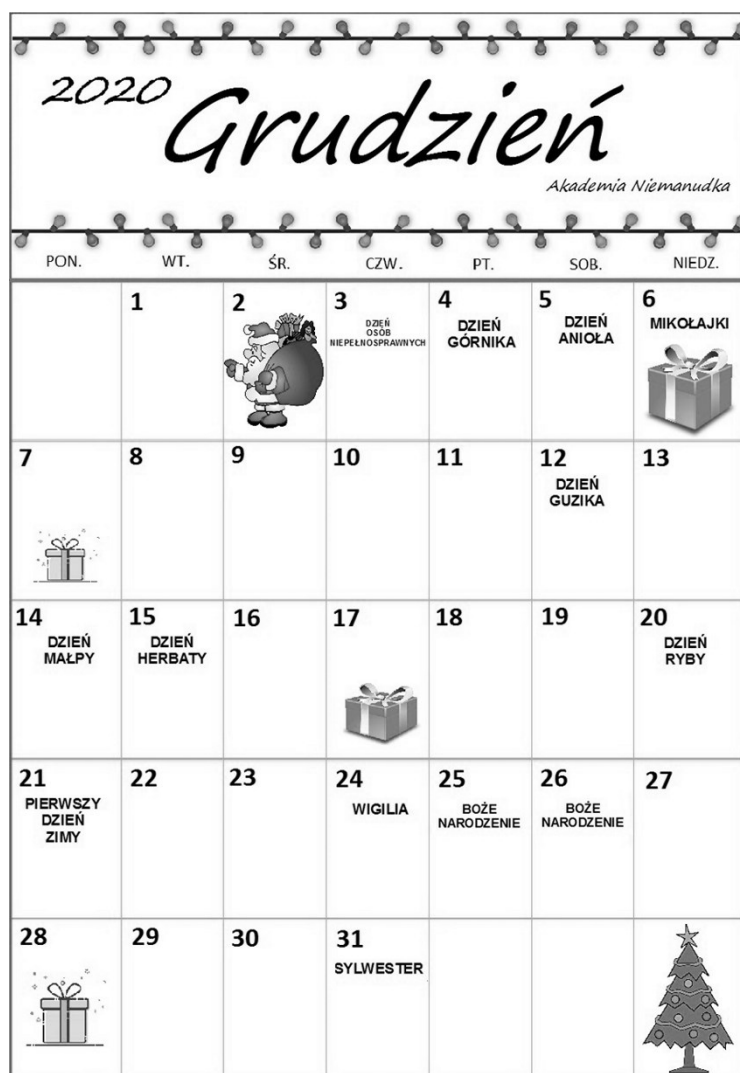 2020
Grudzień
Akademia Niemanudka
PON. WT. ŚR. CZW. PT. SOB. NIEDZ.
1 2 3 4 5 6
DZIEŃ
OSÓB
NIEPEŁNOSPRAWNYCH
DZIEŃ
GÓRNIKA
DZIEŃ
ANIOŁA
MIKOŁAJKI
7 8 9 10 11 12 13
DZIEŃ
GUZIKA
14 15 16 17 18 19 20
DZIEŃ
MAŁPY
DZIEŃ
HERBATY
DZIEŃ
RYBY
21 22 23 24 25 26 27
PIERWSZY
DZIEŃ
ZIMY
WIGILIA
BOŻE
NARODZENIE
BOŻE
NARODZENIE
28 29 30 31
SYLWESTER